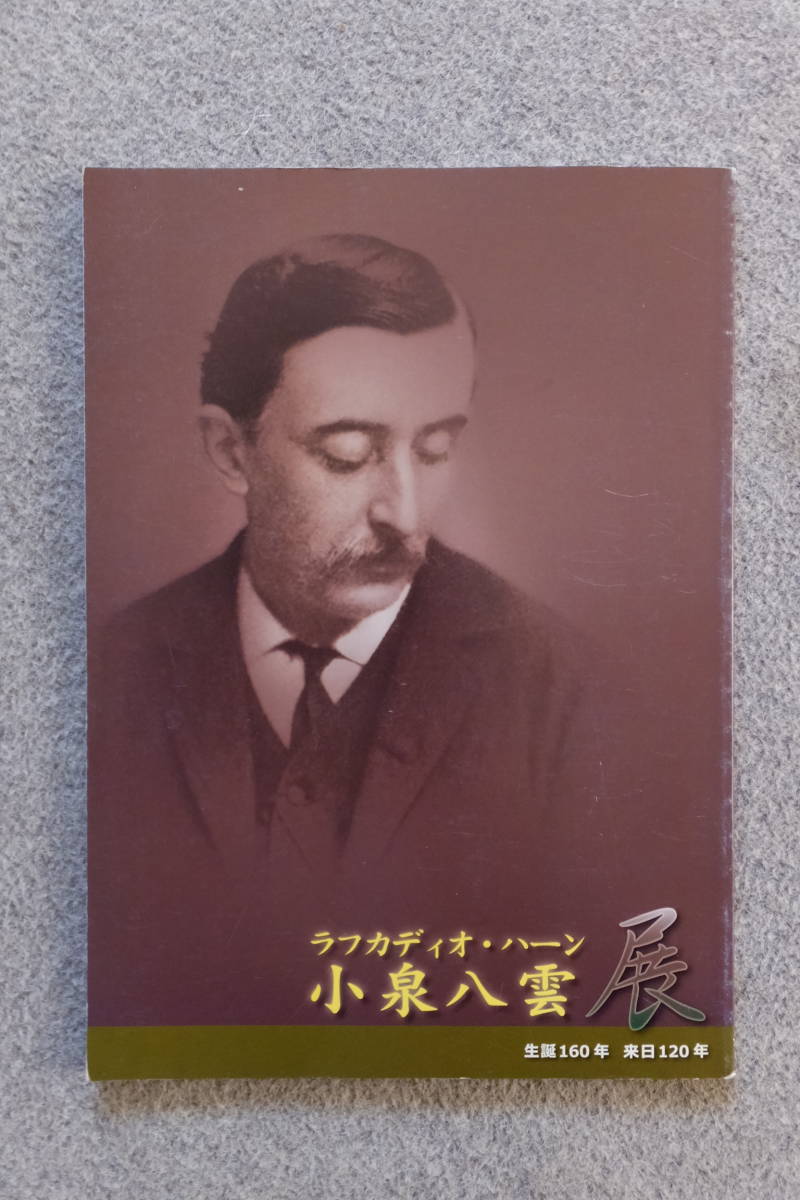 ラフカディオ・ハーン
小泉八雲展
生誕160年 来日120年